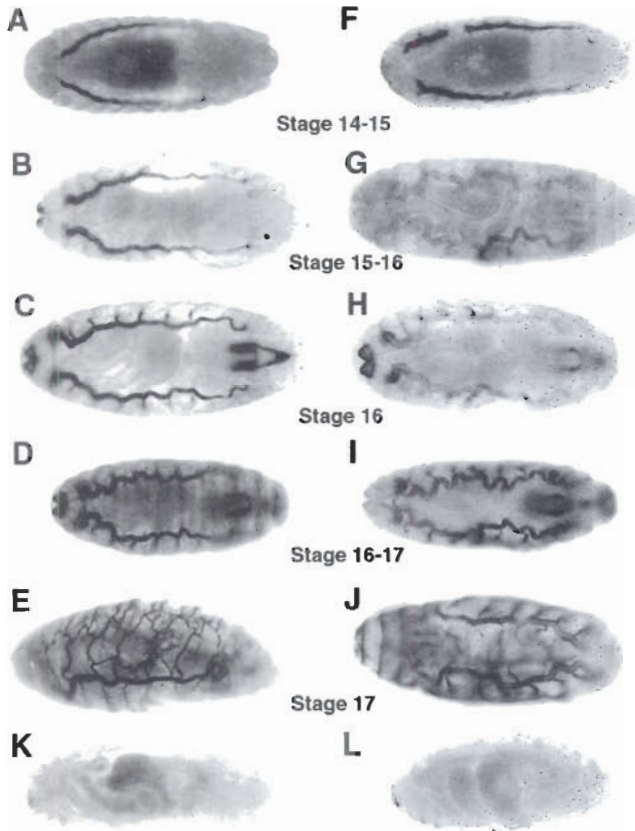 A F
Stage 14-15
B G
Stage 15-16
C H
Stage 16
D I
Stage 16-17
E J
Stage 17
K L